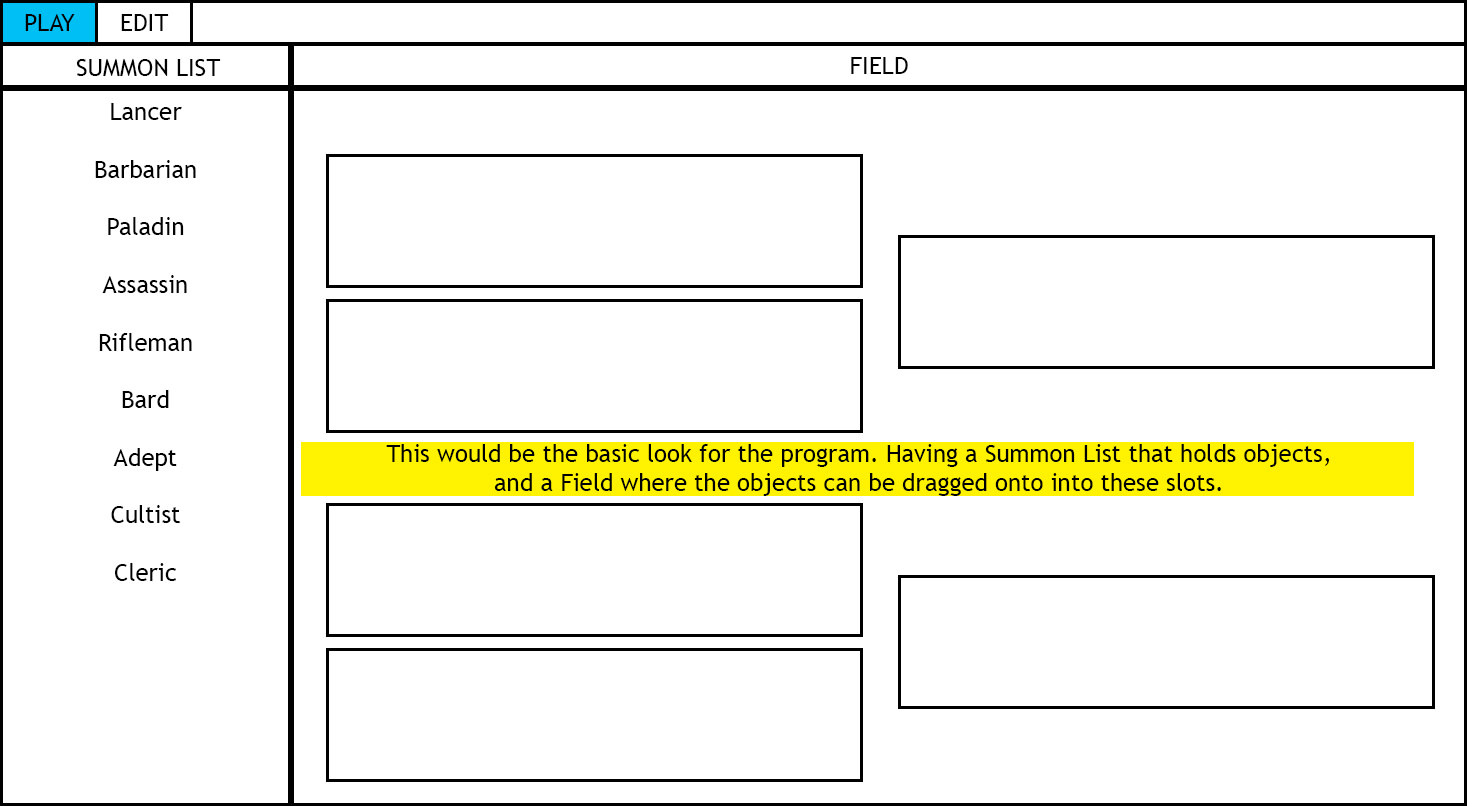 PLAY EDIT
SUMMON LIST
FIELD
Lancer
Barbarian
Paladin
Assassin
Rifleman
Bard
Adept
Cultist
Cleric
This would be the basic look for the program. Having a Summon List that holds objects,
and a Field where the objects can be dragged onto into these slots.